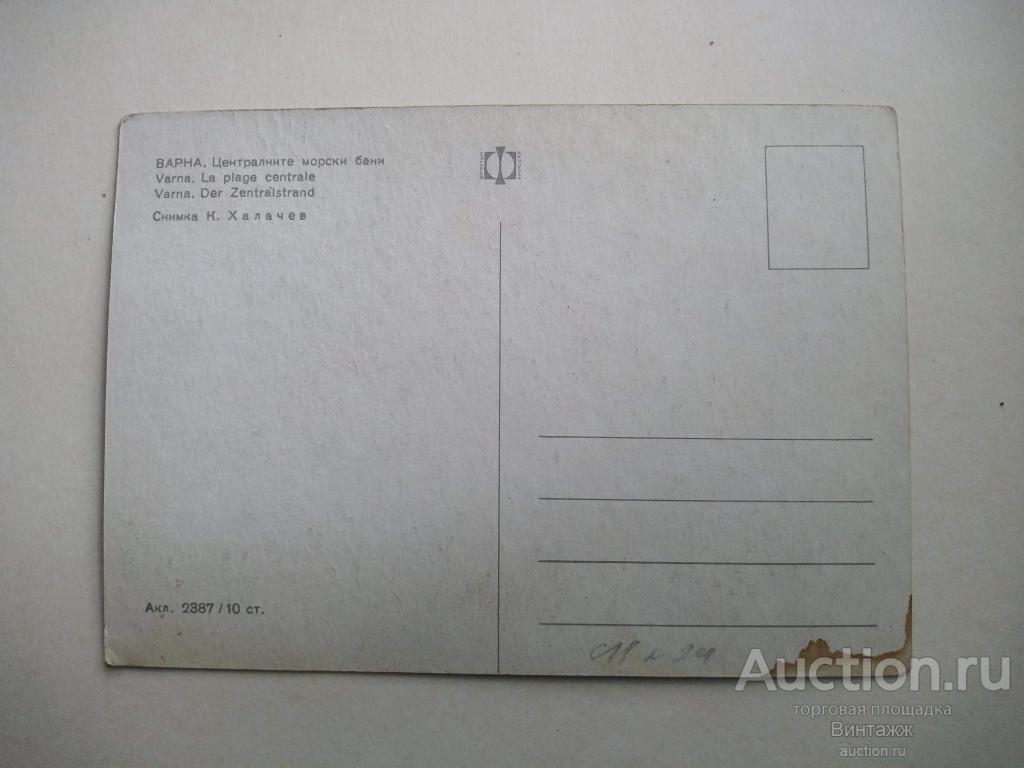 ВАРНА. Централните морски бани
Varna. La plage centrale
Varna. Der Zentralstrand
Снимка К. Халачев
Акл. 2387/10 ст.
Auction.ru
торговая площадка
Винтажж
auction.ru